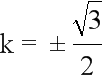 k = ± √3/2